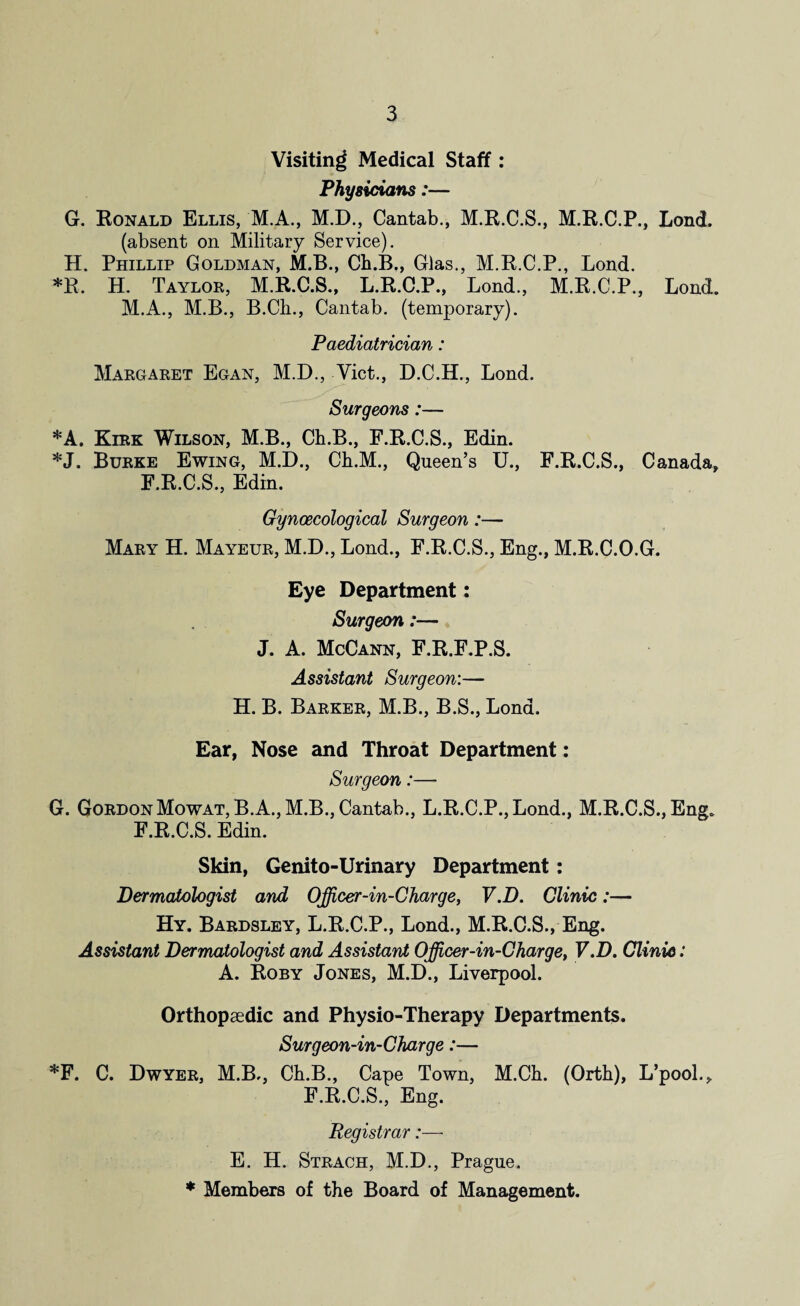 3
Visiting Medical Staff :
Physicians :—
G. Ronald Ellis, M.A., M.D., Cantab., M.R.C.S., M.R.C.P., Lond.
(absent on Military Service).
H. Phillip Goldman, M.B., Ch.B., Glas., M.R.C.P., Lond.
*R. H. Taylor, M.R.C.S., L.R.C.P., Lond., M.R.C.P., Lond.
M.A., M.B., B.Ch., Cantab. (temporary).
Paediatrician :
Margaret Egan, M.D., Vict., D.C.H., Lond.
Surgeons :—
*A. Kirk Wilson, M.B., Ch.B., F.R.C.S., Edin.
*J. Burke Ewing, M.D., Ch.M., Queen's U., F.R.C.S., Canada,
F.R.C.S., Edin.
Gynœcological Surgeon :—
Mary H. Mayeur, M.D., Lond., F.R.C.S., Eng., M.R.C.O.G.
Eye Department :
Surgeon :—
J. A. McCann, F.R.F.P.S.
Assistant Surgeon:—
H. B. Barker, M.B., B.S., Lond.
Ear, Nose and Throat Department :
Surgeon :—
G. Gordon Mowat, B.A., M.B., Cantab., L.R.C.P., Lond., M.R.C.S., Eng.
F.R.C.S. Edin.
Skin, Genito-Urinary Department :
Dermatologist and Officer-in-Charge, V.D. Clinic :—
Hy. Bardsley, L.R.C.P., Lond., M.R.C.S., Eng.
Assistant Dermatologist and Assistant Officer-in-Charge, V.D. Clinic :
A. Roby Jones, M.D., Liverpool.
Orthopædic and Physio-Therapy Departments.
Surgeon-in-Charge :—
*F. C. Dwyer, M.B., Ch.B., Cape Town, M.Ch. (Orth), L'pool.,
F.R.C.S., Eng.
Registrar :—
E. H. Strach, M.D., Prague.
* Members of the Board of Management.